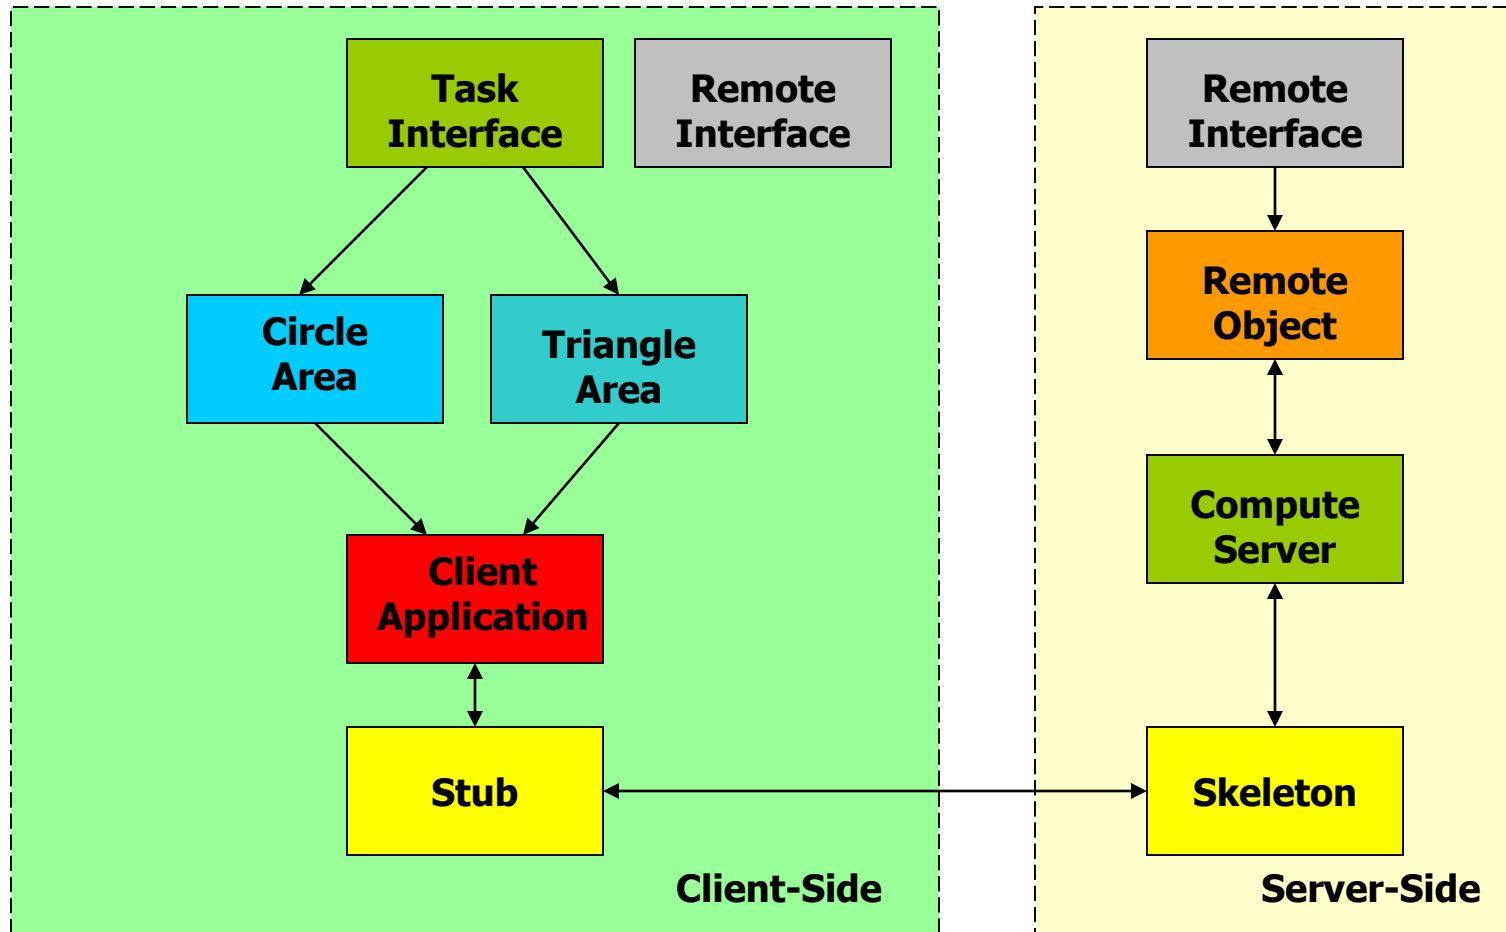 Task
Interface
Remote
Interface
Remote
Interface
Circle
Area
Triangle
Area
Remote
Object
Client
Application
Compute
Server
Stub
Skeleton
Client-Side
Server-Side